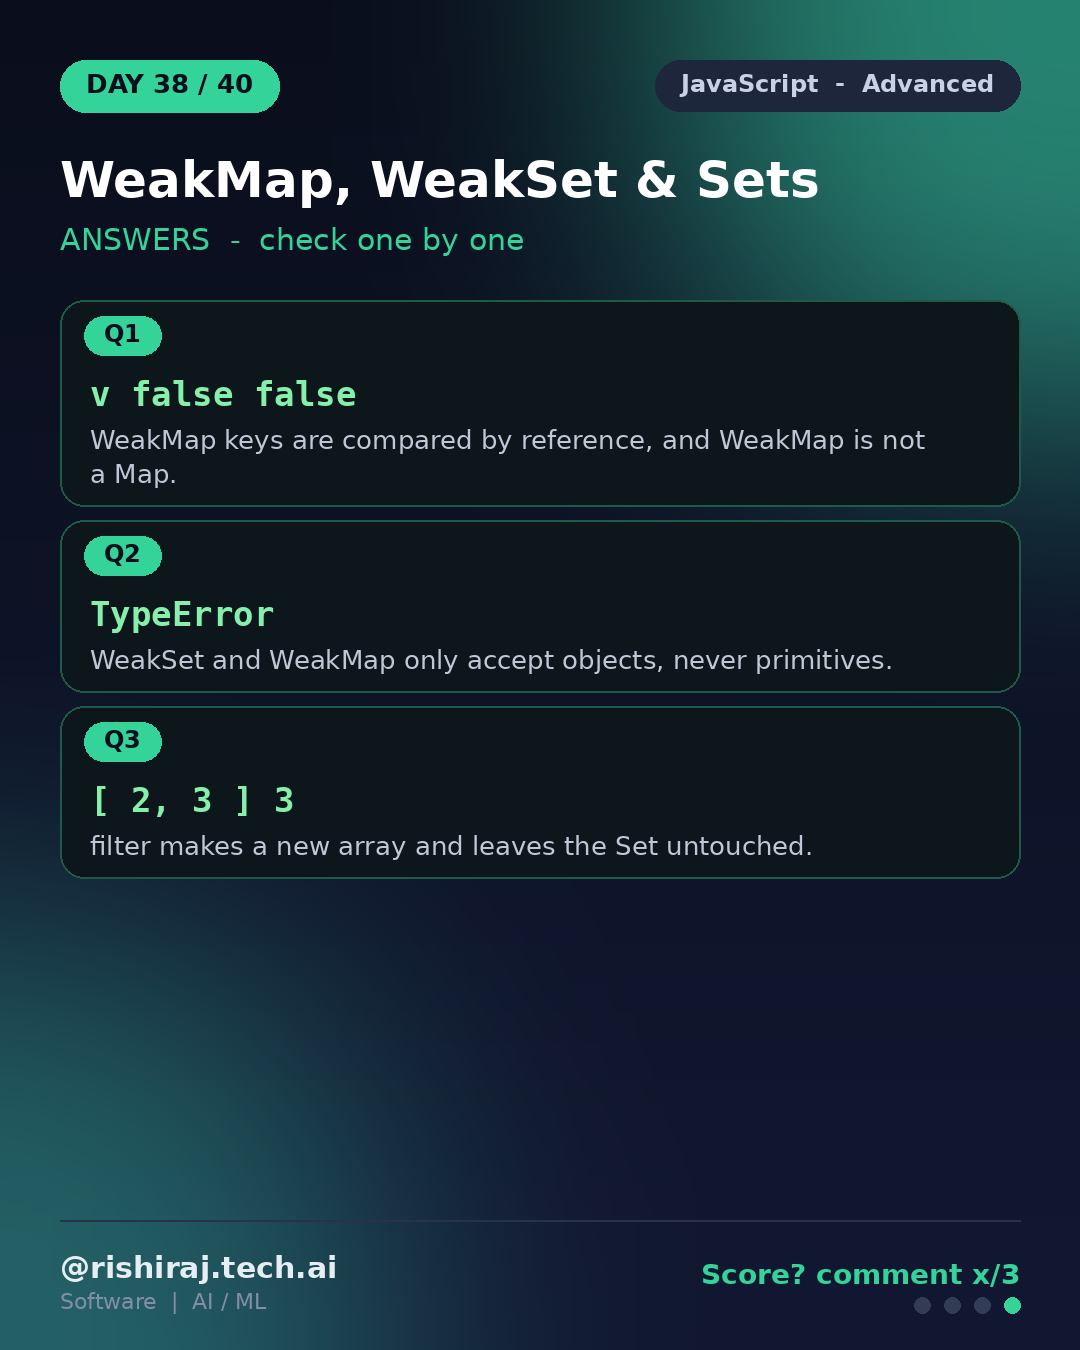 DAY 38 / 40
JavaScript - Advanced
WeakMap, WeakSet & Sets
ANSWERS - check one by one
Q1
v false false
WeakMap keys are compared by reference, and WeakMap is not
a Map.
Q2
TypeError
WeakSet and WeakMap only accept objects, never primitives.
Q3
[ 2, 3 ] 3
filter makes a new array and leaves the Set untouched.
@rishiraj.tech.ai
Score? comment x/3
Software | AI / ML